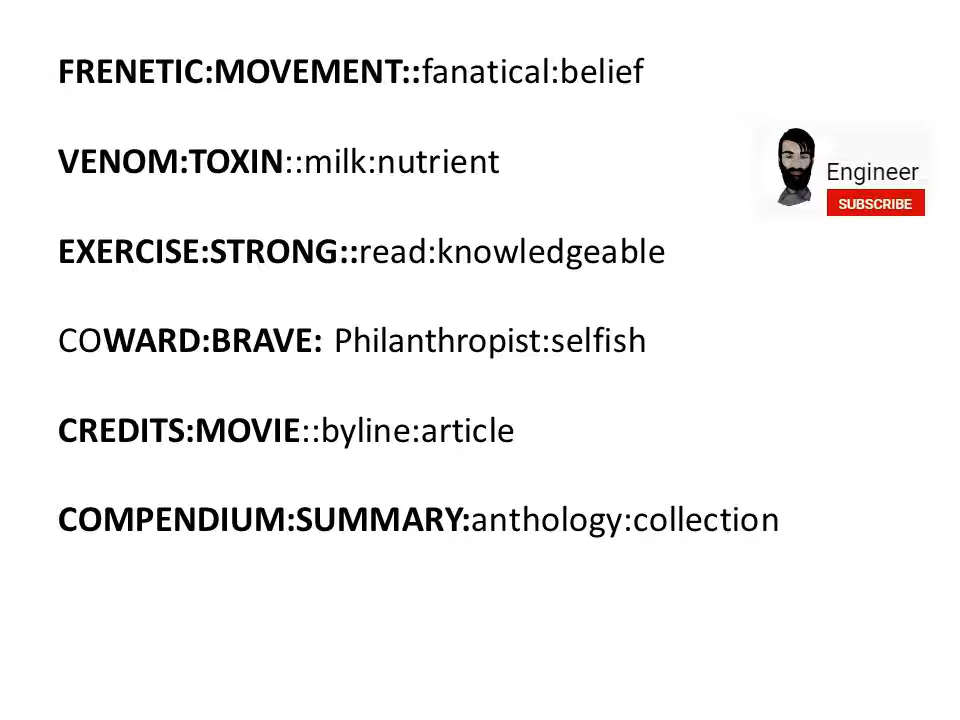 FRENETIC:MOVEMENT::fanatical:belief
VENOM:TOXIN::milk:nutrient
Engineer
SUBSCRIBE
EXERCISE:STRONG::read:knowledgeable
COWARD:BRAVE: Philanthropist:selfish
CREDITS:MOVIE::byline:article
COMPENDIUM:SUMMARY:anthology:collection